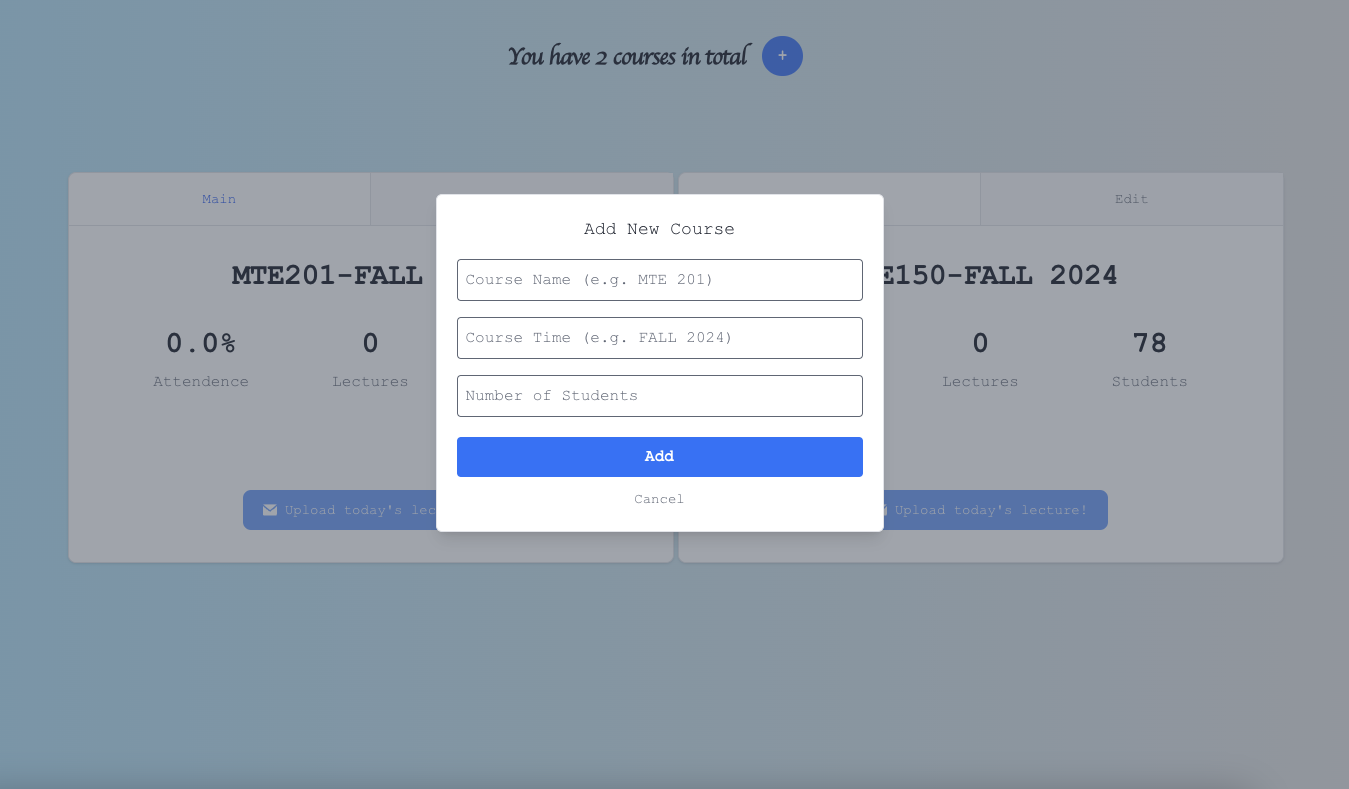 You have 2 courses in total +
Main
Edit
Add New Course
MTE201-FALL
E150-FALL 2024
Course Name (e.g. MTE 201)
Course Time (e.g. FALL 2024)
0.0% 0
0 78
Attendence Lectures
Lectures Students
Number of Students
Add
Cancel
Upload today's lec
Upload today's lecture!